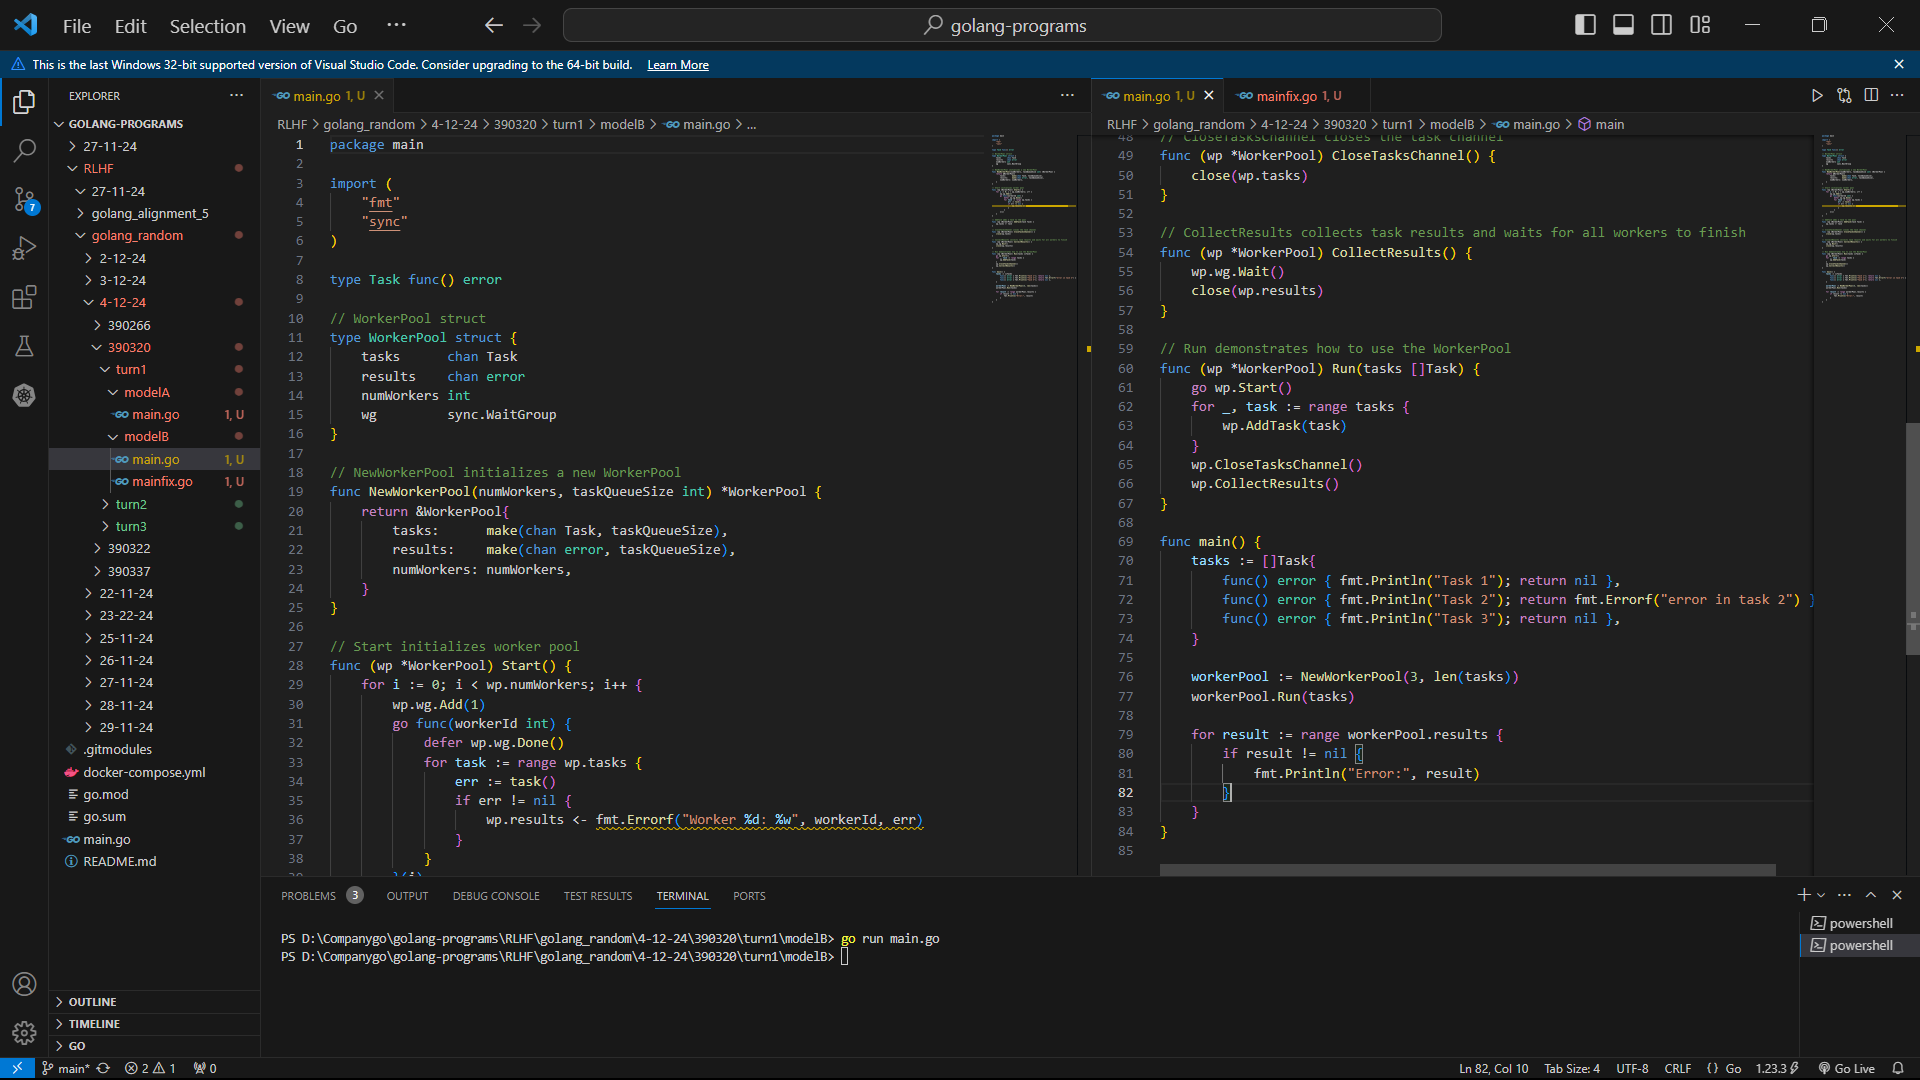 File Edit Selection View Go ··· golang-programs
This is the last Windows 32-bit supported version of Visual Studio Code. Consider upgrading to the 64-bit build. Learn More
EXPLORER ···
GOLANG-PROGRAMS
27-11-24
RLHF
27-11-24
golang_alignment_5
golang_random
2-12-24
3-12-24
4-12-24
390266
390320
turn1
modelA
main.go 1, U
modelB
main.go 1, U
mainfix.go 1, U
turn2
turn3
390322
390337
22-11-24
23-22-24
25-11-24
26-11-24
27-11-24
28-11-24
29-11-24
.gitmodules
docker-compose.yml
go.mod
go.sum
main.go
README.md
OUTLINE
TIMELINE
GO
7
main.go 1, U
RLHF > golang_random > 4-12-24 > 390320 > turn1 > modelB > main.go > ...
1 package main
2
3 import (
4 "fmt"
5 "sync"
6 )
7
8 type Task func() error
9
10 // WorkerPool struct
11 type WorkerPool struct {
12 tasks chan Task
13 results chan error
14 numWorkers int
15 wg sync.WaitGroup
16 }
17
18 // NewWorkerPool initializes a new WorkerPool
19 func NewWorkerPool(numWorkers, taskQueueSize int) *WorkerPool {
20 return &WorkerPool{
21 tasks: make(chan Task, taskQueueSize),
22 results: make(chan error, taskQueueSize),
23 numWorkers: numWorkers,
24 }
25 }
26
27 // Start initializes worker pool
28 func (wp *WorkerPool) Start() {
29 for i := 0; i < wp.numWorkers; i++ {
30 wp.wg.Add(1)
31 go func(workerId int) {
32 defer wp.wg.Done()
33 for task := range wp.tasks {
34 err := task()
35 if err != nil {
36 wp.results <- fmt.Errorf("Worker %d: %w", workerId, err)
37 }
38 }
39 }(i)
main.go 1, U mainfix.go 1, U
RLHF > golang_random > 4-12-24 > 390320 > turn1 > modelB > main.go > main
48 // CloseTasksChannel closes the task channel
49 func (wp *WorkerPool) CloseTasksChannel() {
50 close(wp.tasks)
51 }
52
53 // CollectResults collects task results and waits for all workers to finish
54 func (wp *WorkerPool) CollectResults() {
55 wp.wg.Wait()
56 close(wp.results)
57 }
58
59 // Run demonstrates how to use the WorkerPool
60 func (wp *WorkerPool) Run(tasks []Task) {
61 go wp.Start()
62 for _, task := range tasks {
63 wp.AddTask(task)
64 }
65 wp.CloseTasksChannel()
66 wp.CollectResults()
67 }
68
69 func main() {
70 tasks := []Task{
71 func() error { fmt.Println("Task 1"); return nil },
72 func() error { fmt.Println("Task 2"); return fmt.Errorf("error in task 2") }
73 func() error { fmt.Println("Task 3"); return nil },
74 }
75
76 workerPool := NewWorkerPool(3, len(tasks))
77 workerPool.Run(tasks)
78
79 for result := range workerPool.results {
80 if result != nil {
81 fmt.Println("Error:", result)
82 }
83 }
84 }
85
PROBLEMS 3 OUTPUT DEBUG CONSOLE TEST RESULTS TERMINAL PORTS
PS D:\Companygo\golang-programs\RLHF\golang_random\4-12-24\390320\turn1\modelB> go run main.go
PS D:\Companygo\golang-programs\RLHF\golang_random\4-12-24\390320\turn1\modelB>
powershell
powershell
main* 2 1 0 Ln 82, Col 10 Tab Size: 4 UTF-8 CRLF {} Go 1.23.3 Go Live